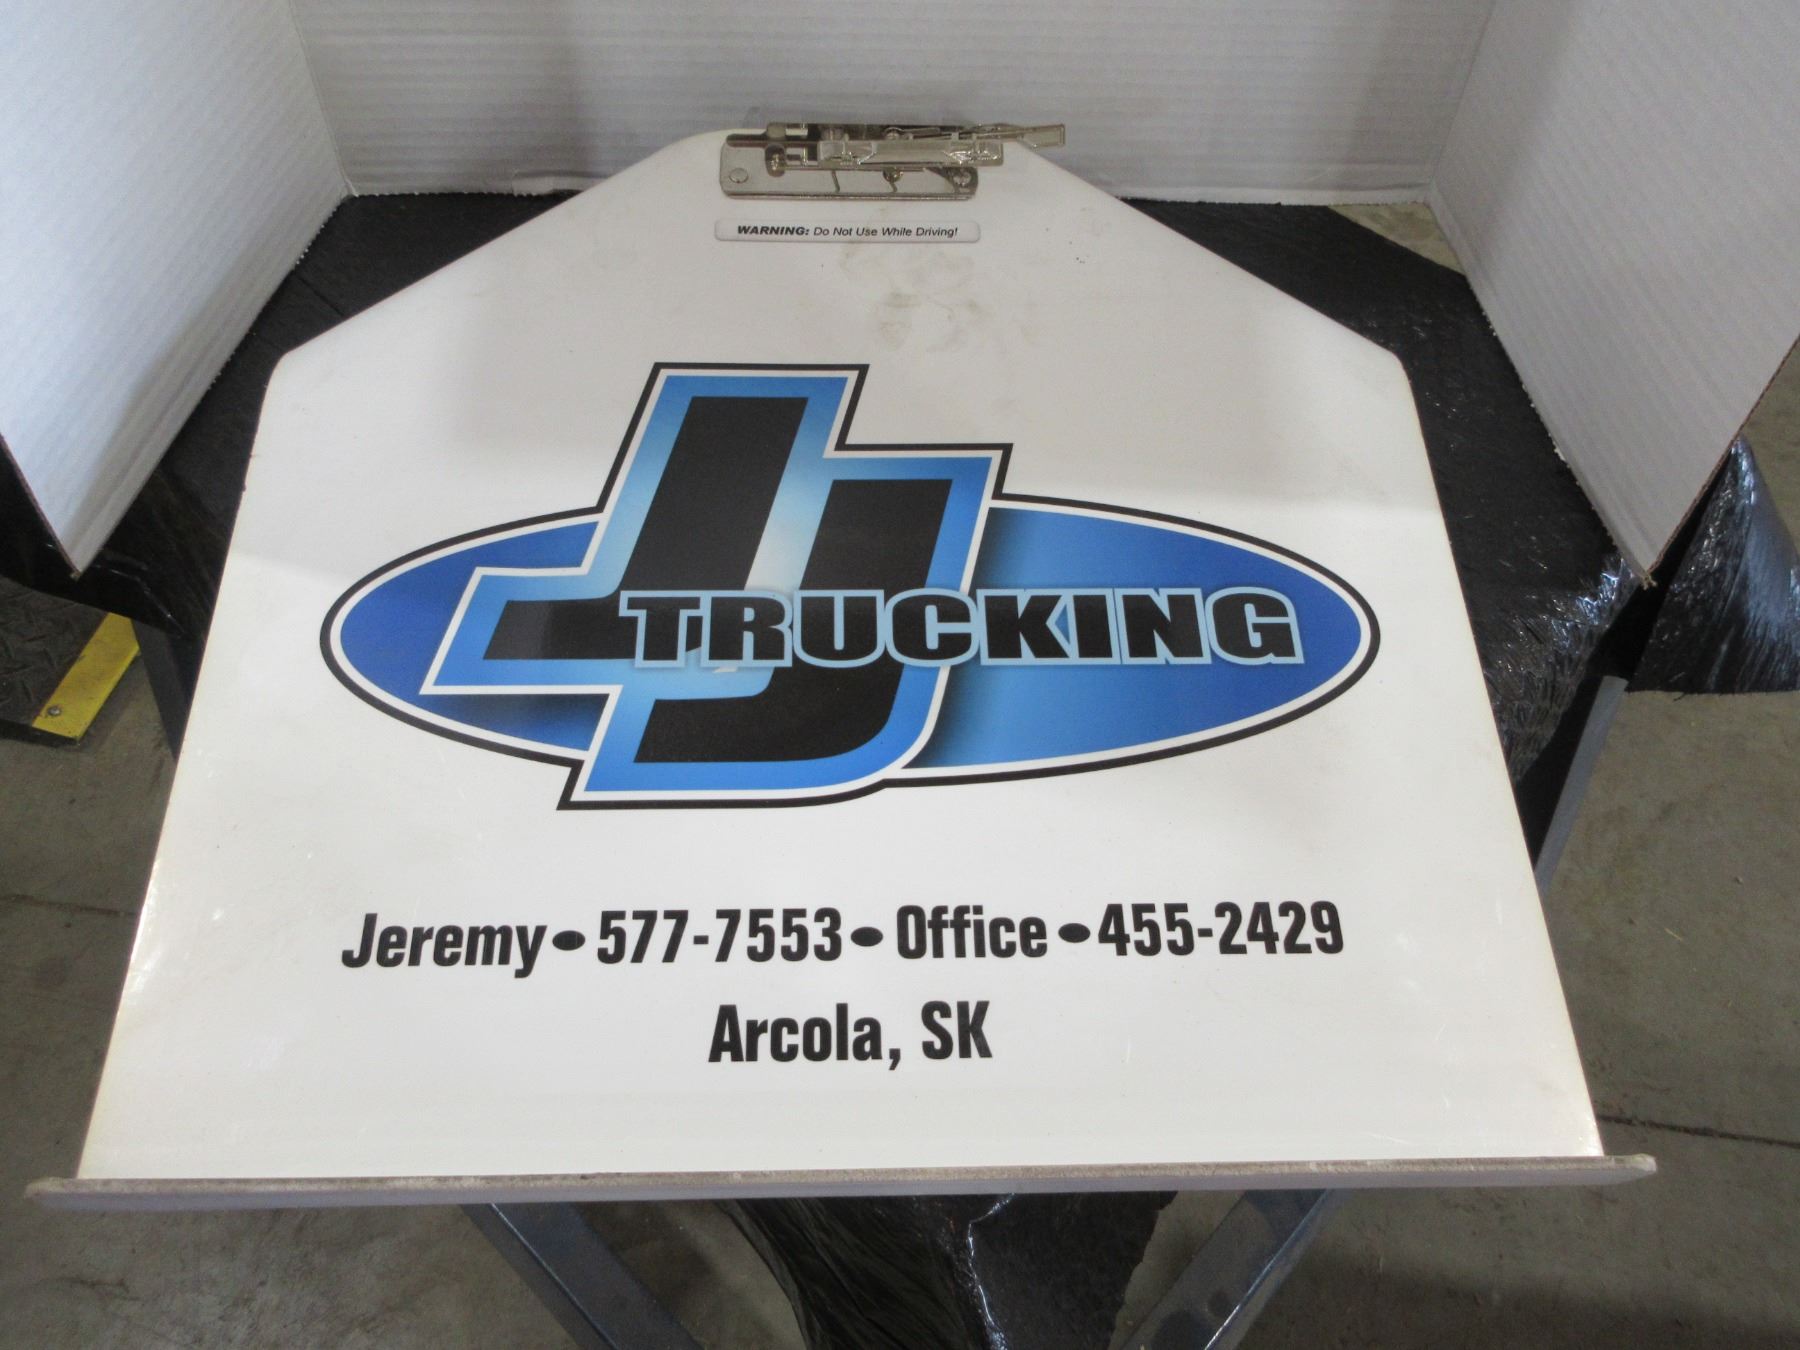 WARNING: Do Not Use While Driving!
JJ
TRUCKING
Jeremy • 577-7553 • Office • 455-2429
Arcola, SK